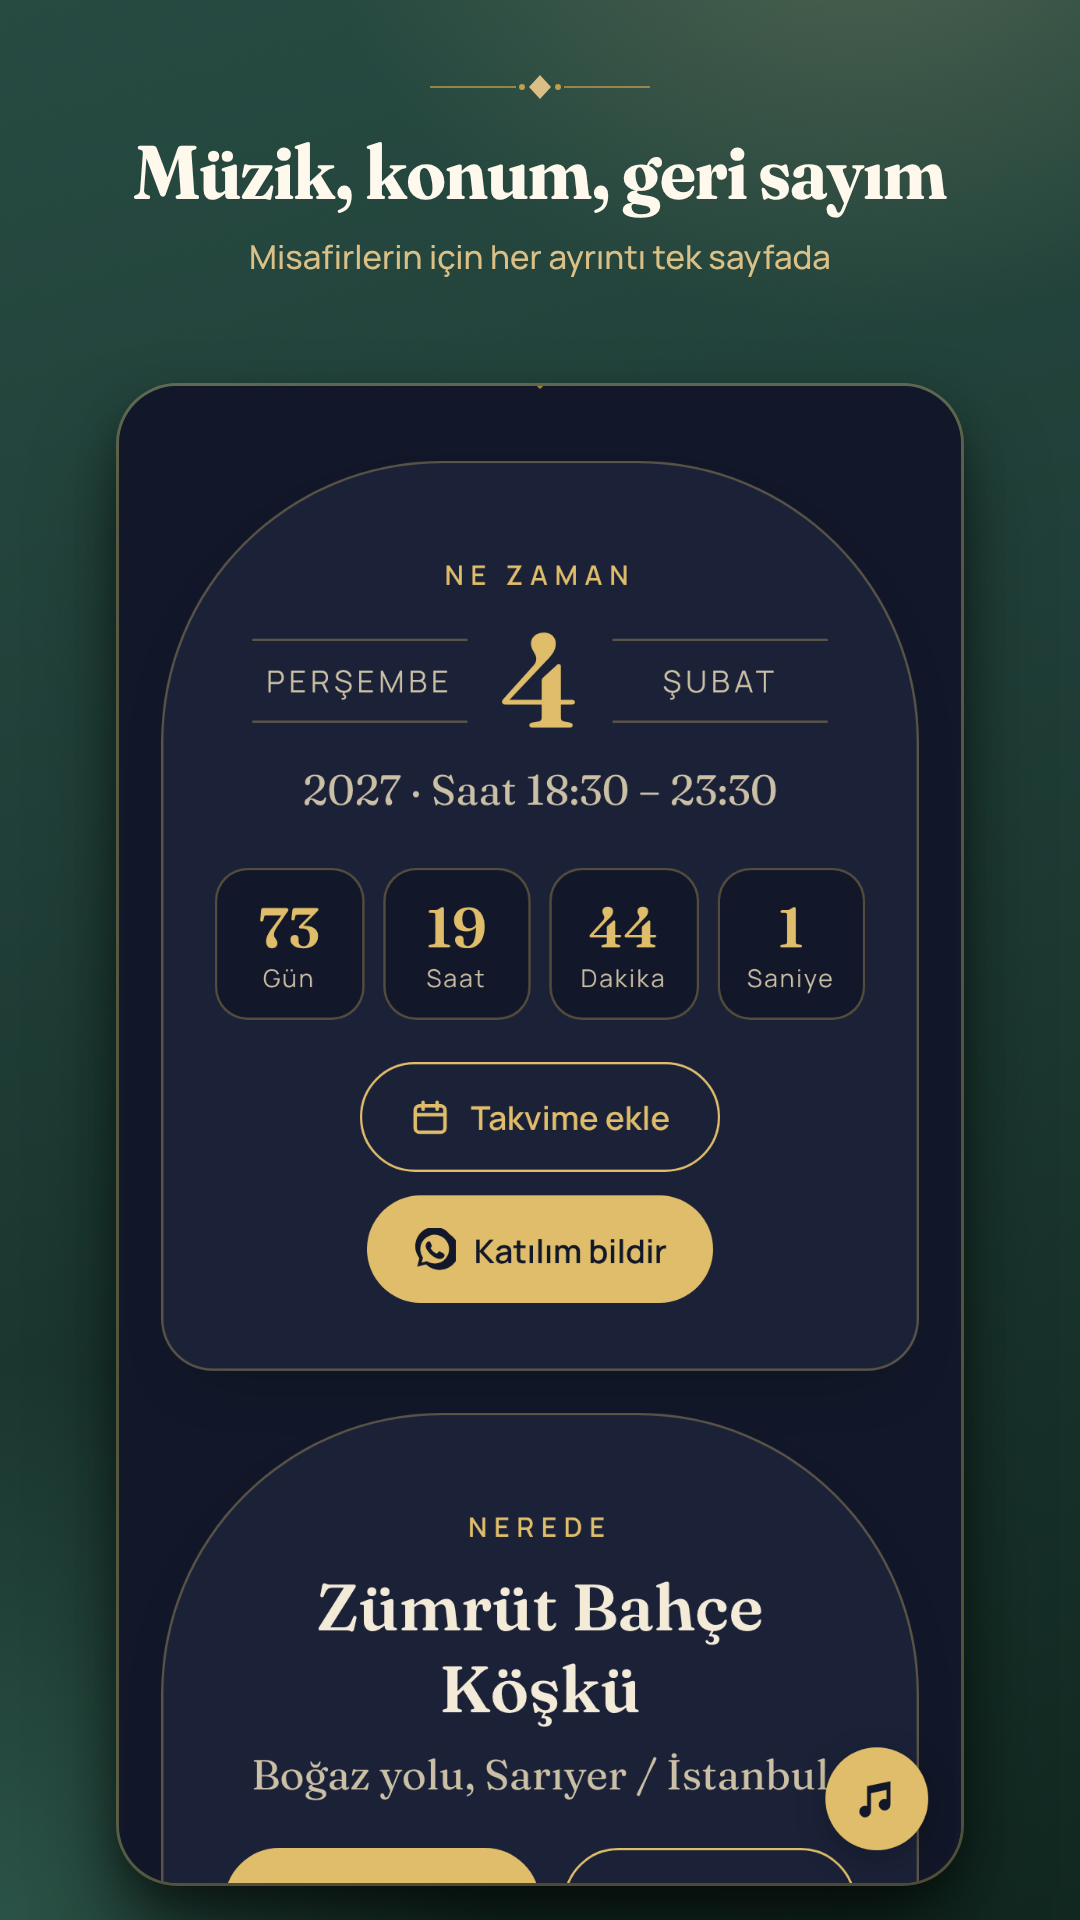 Müzik, konum, geri sayım
Misafirlerin için her ayrıntı tek sayfada
NE ZAMAN
PERŞEMBE 4 ŞUBAT
2027 · Saat 18:30 – 23:30
73 19 44 1
Gün Saat Dakika Saniye
Takvime ekle
Katılım bildir
NEREDE
Zümrüt Bahçe
Köşkü
Boğaz yolu, Sarıyer / İstanbul